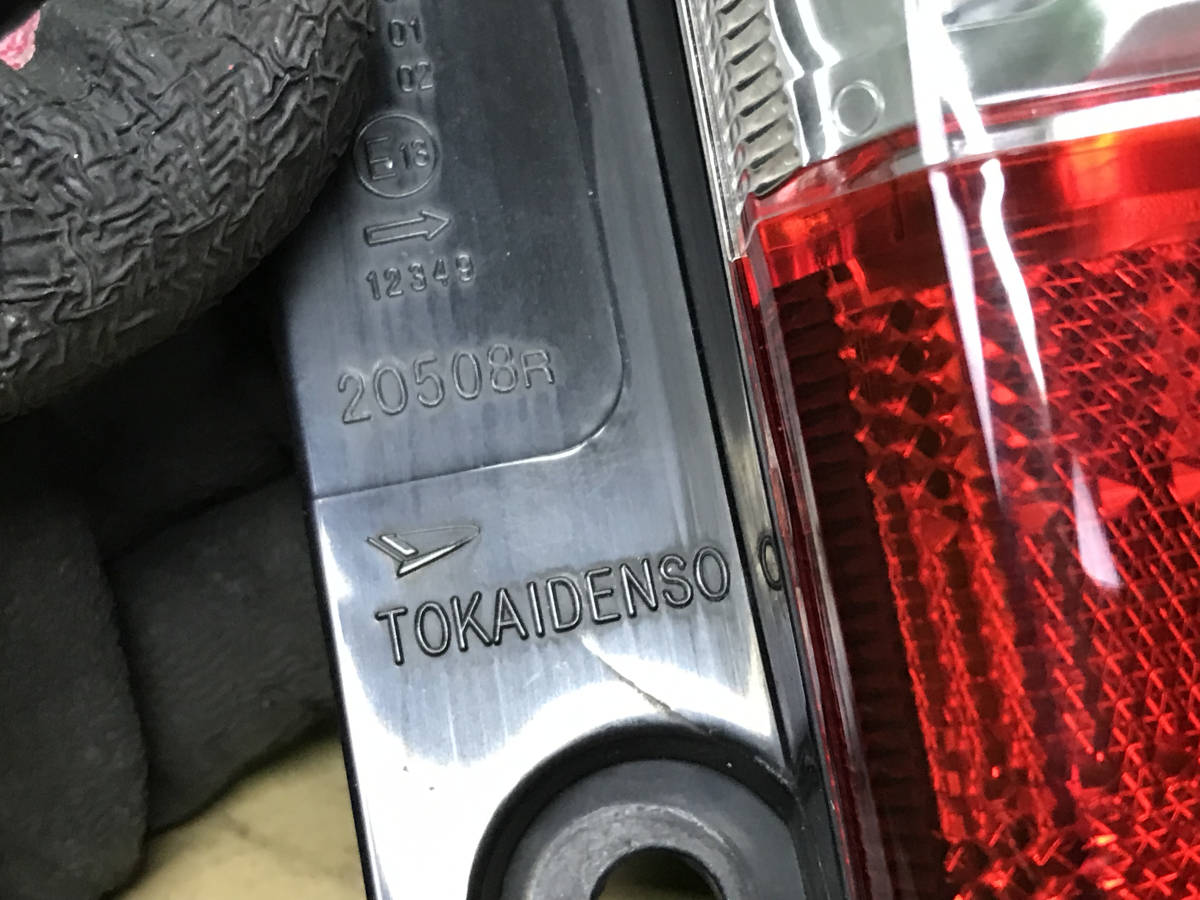 01
02
E13
12349
20508R
TOKAIDENSO